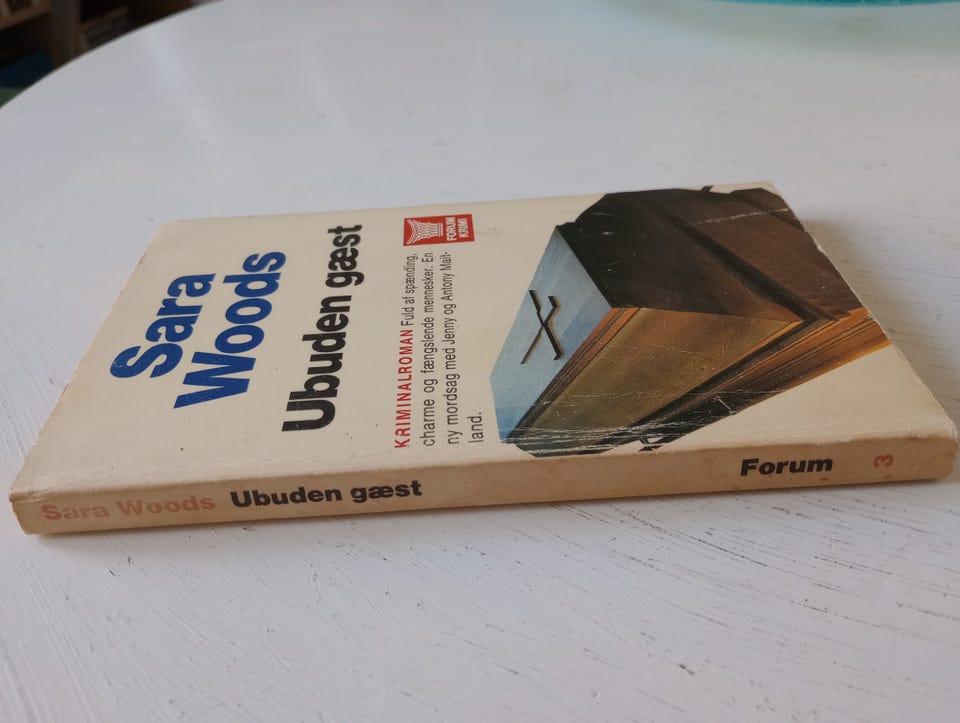 Sara
Woods
Ubuden gæst
FORUM
KRIMI
KRIMINALROMAN Fuld af spænding,
charme og fængslende mennesker. En
ny mordsag med Jenny og Antony Mait-
land.
Sara Woods Ubuden gæst Forum 3